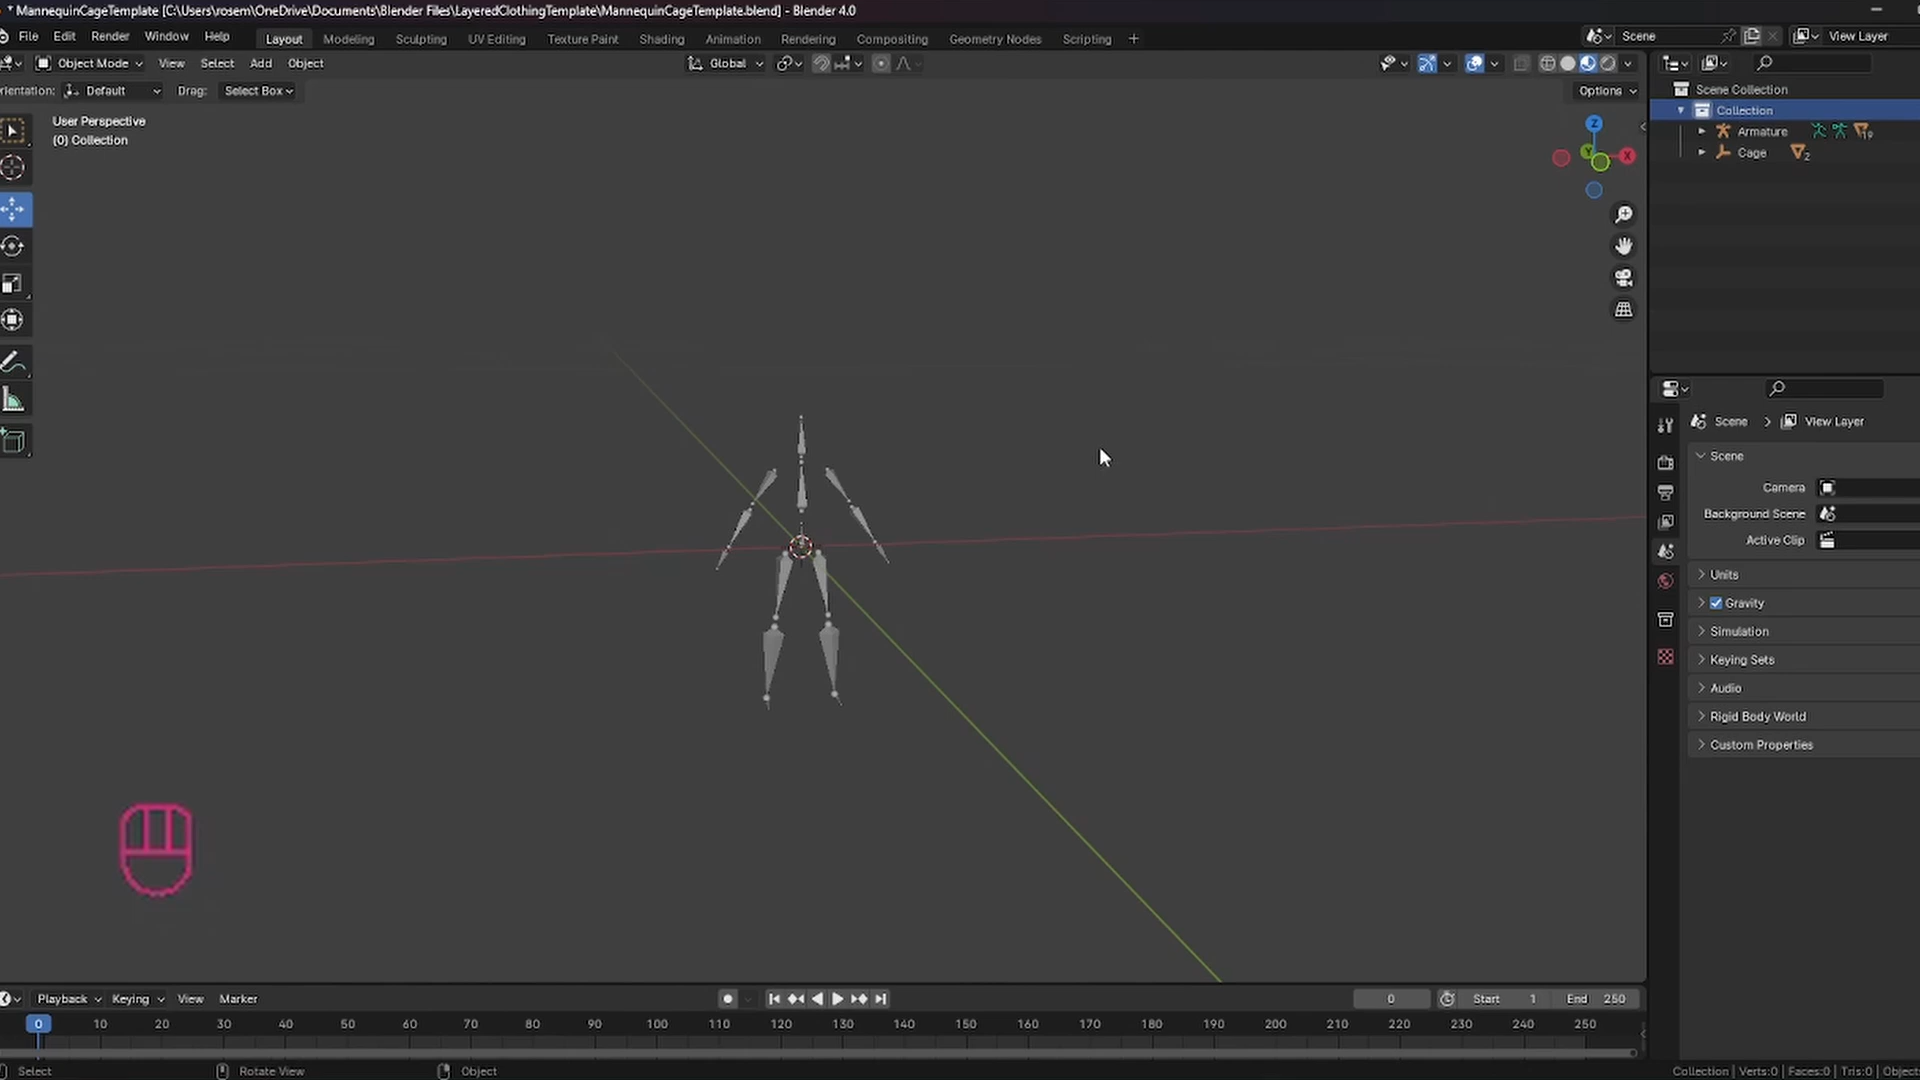 * MannequinCageTemplate [C:\Users\rosem\OneDrive\Documents\Blender Files\LayeredClothingTemplate\MannequinCageTemplate.blend] - Blender 4.0
File Edit Render Window Help Layout Modeling Sculpting UV Editing Texture Paint Shading Animation Rendering Compositing Geometry Nodes Scripting + Scene View Layer
Object Mode View Select Add Object Global
rientation: Default Drag: Select Box Options
User Perspective
(0) Collection
Z
Y
X
Scene Collection
Collection
Armature 19
Cage 2
Scene > View Layer
Scene
Camera
Background Scene
Active Clip
Units
Gravity
Simulation
Keying Sets
Audio
Rigid Body World
Custom Properties
Playback Keying View Marker 0 Start 1 End 250
0 10 20 30 40 50 60 70 80 90 100 110 120 130 140 150 160 170 180 190 200 210 220 230 240 250
Select Rotate View Object Collection | Verts:0 | Faces:0 | Tris:0 | Object